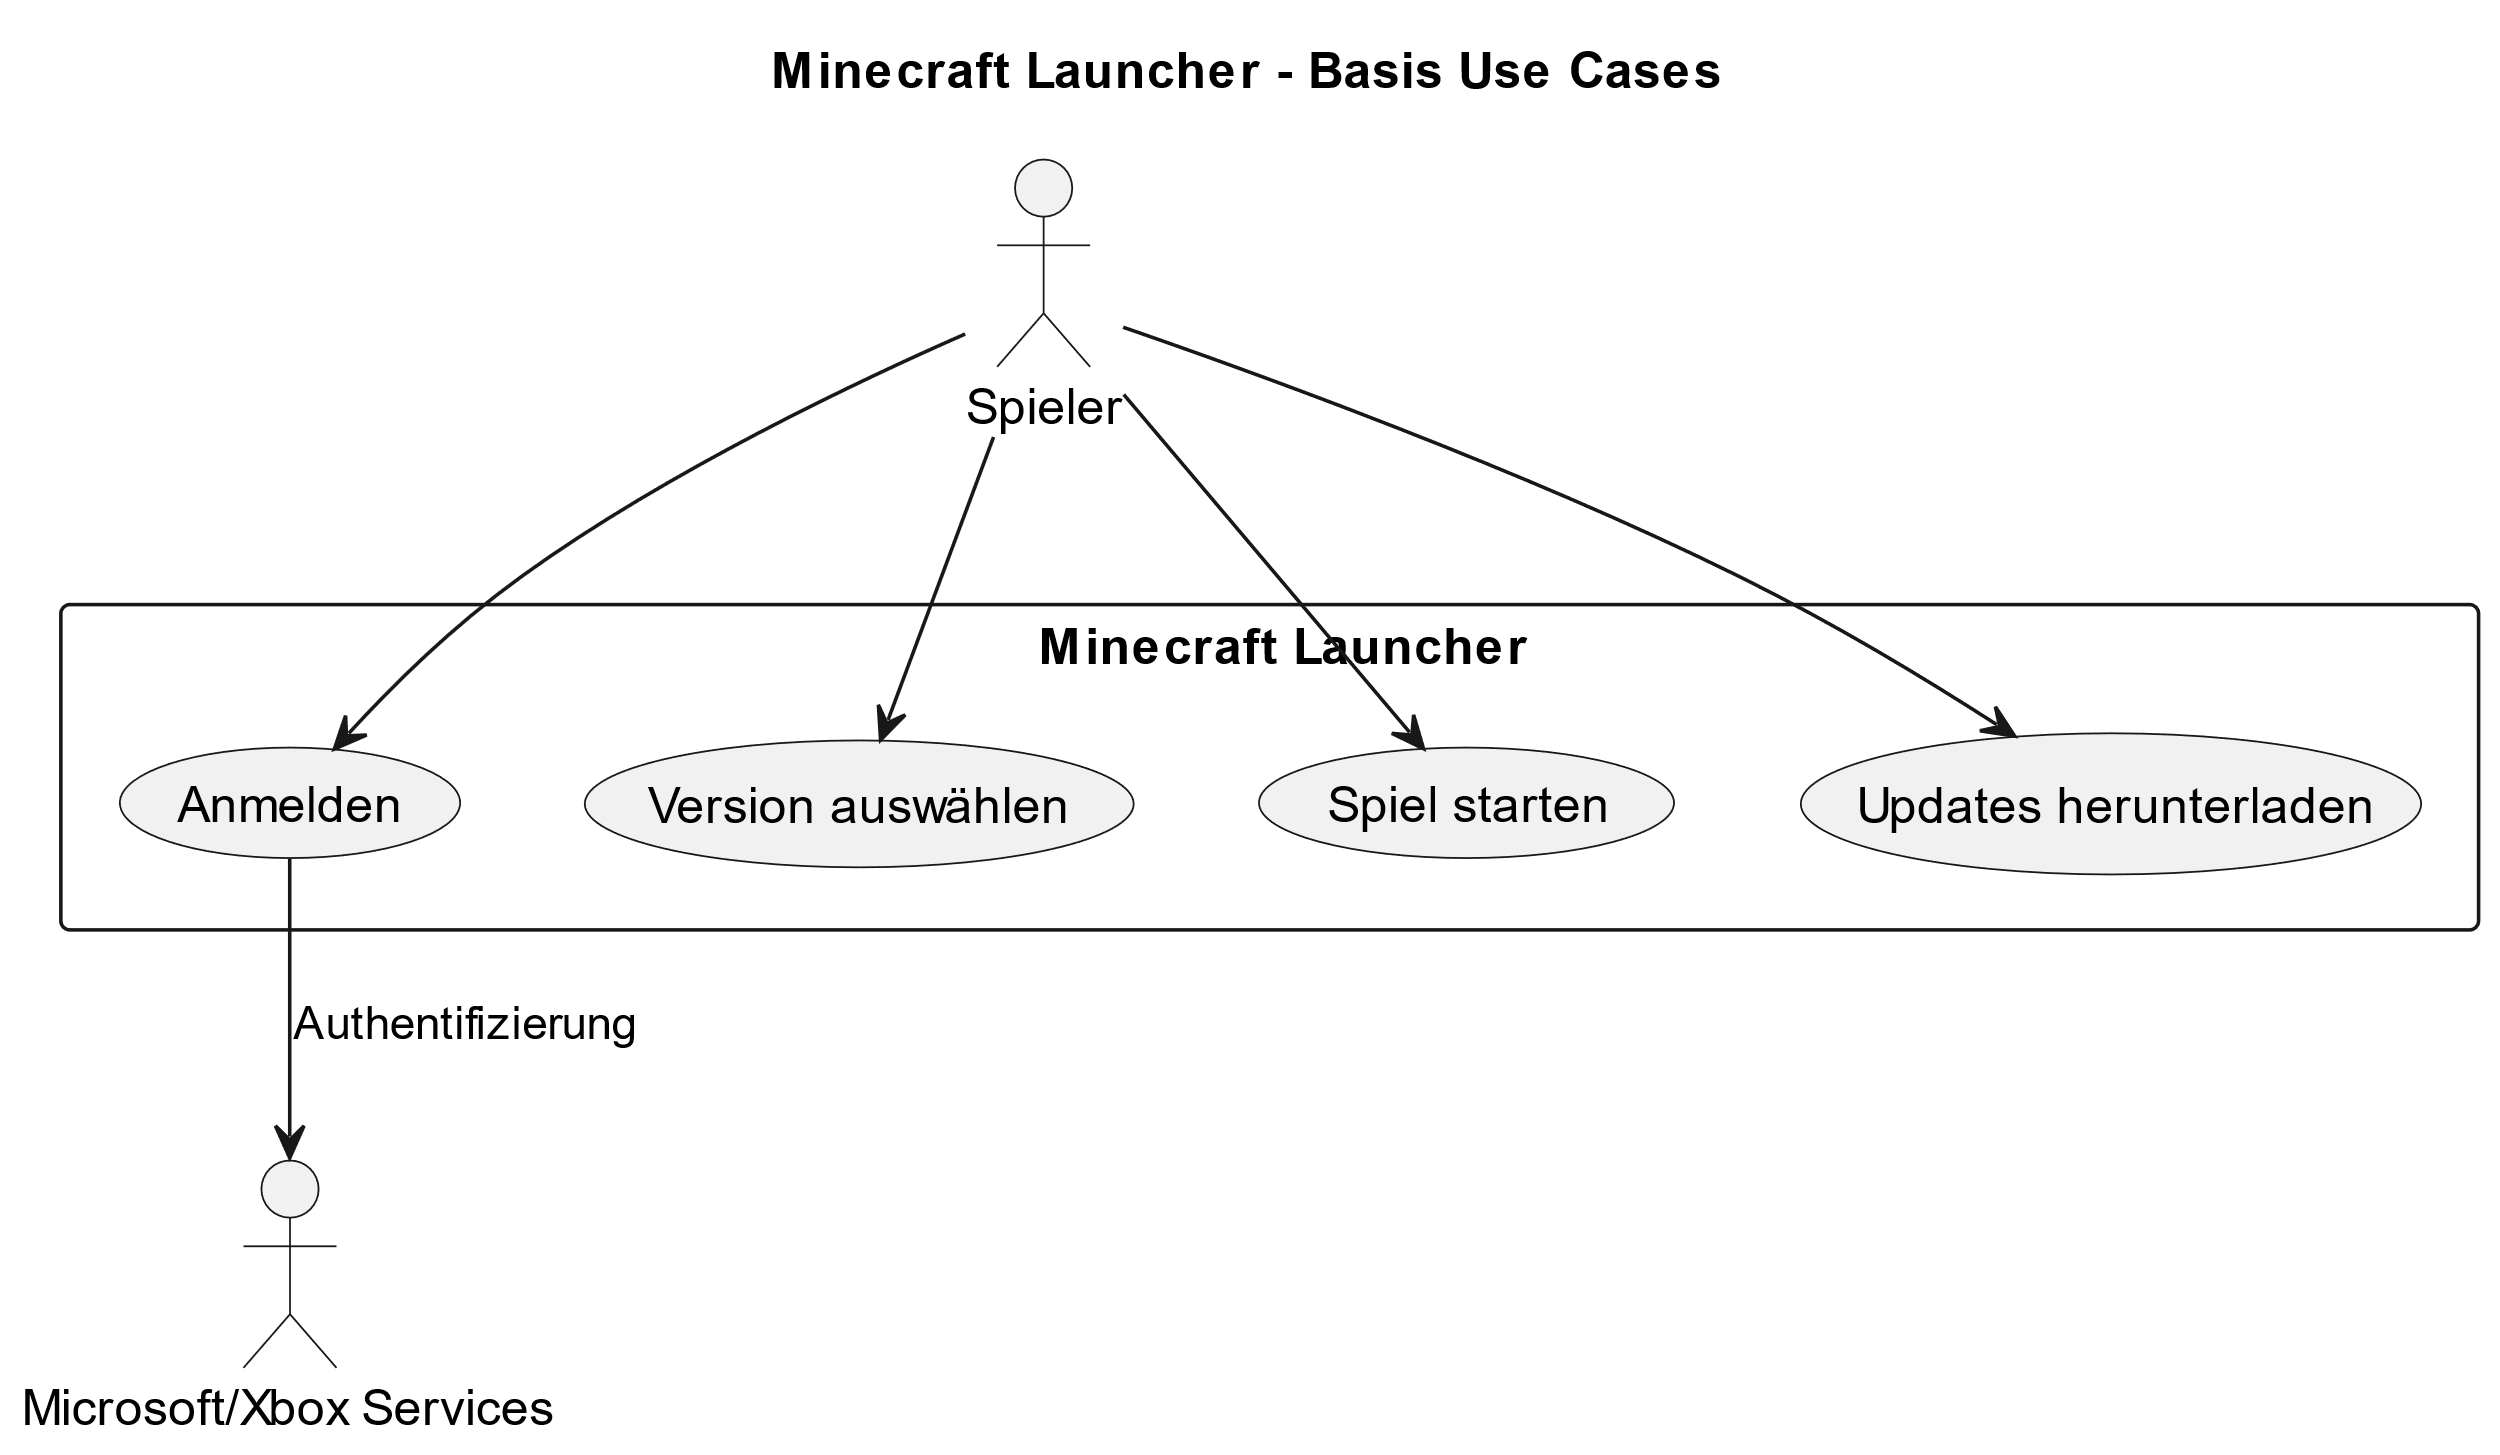 Minecraft Launcher - Basis Use Cases
Spieler
Minecraft Launcher
Anmelden
Version auswählen
Spiel starten
Updates herunterladen
Authentifizierung
Microsoft/Xbox Services